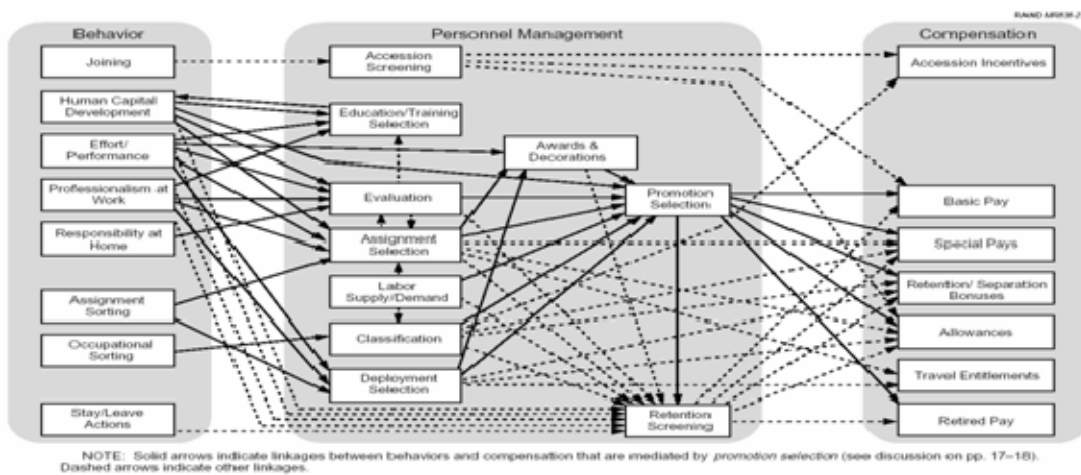 Behavior
Personnel Management
Compensation
Joining
Human Capital
Development
Effort/
Performance
Professionalism at
Work
Responsibility at
Home
Assignment
Sorting
Occupational
Sorting
Stay/Leave
Actions
Accession
Screening
Education/Training
Selection
Awards &
Decorations
Evaluation
Promotion
Selection
Assignment
Selection
Labor
Supply/Demand
Classification
Deployment
Selection
Retention
Screening
Accession Incentives
Basic Pay
Special Pays
Retention/ Separation
Bonuses
Allowances
Travel Entitlements
Retired Pay
NOTE: Solid arrows indicate linkages between behaviors and compensation that are mediated by promotion selection (see discussion on pp. 17–18).
Dashed arrows indicate other linkages.